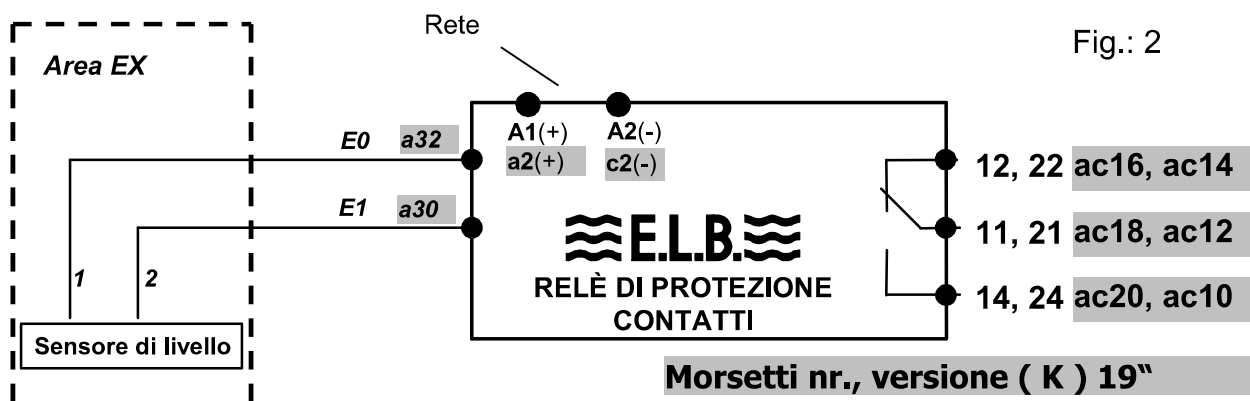 Rete
Fig.: 2
Area EX
A1(+) A2(-)
a2(+) c2(-)
E0 a32
E1 a30
12, 22 ac16, ac14
11, 21 ac18, ac12
14, 24 ac20, ac10
E.L.B.
RELÈ DI PROTEZIONE
CONTATTI
1 2
Sensore di livello
Morsetti nr., versione ( K ) 19“